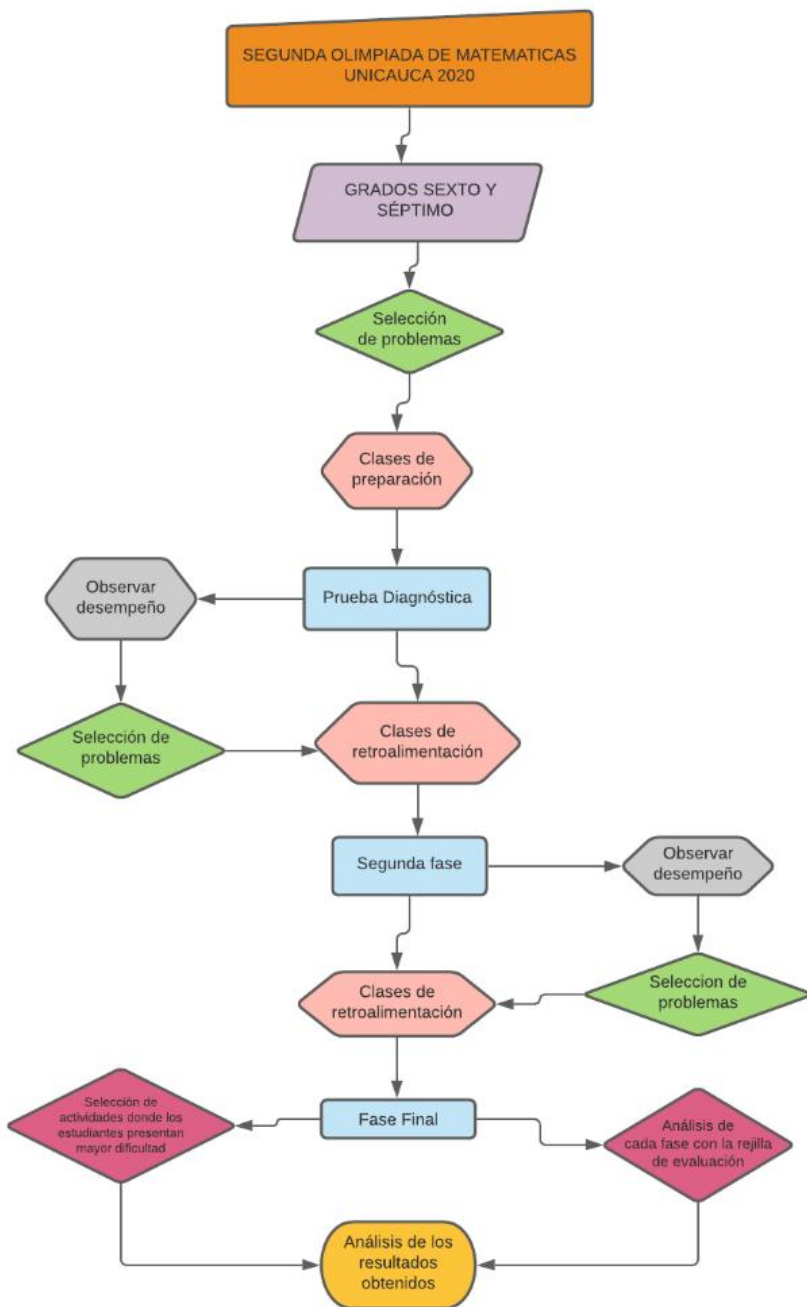 SEGUNDA OLIMPIADA DE MATEMATICAS
UNICAUCA 2020
GRADOS SEXTO Y
SÉPTIMO
Selección
de problemas
Clases de
preparación
Observar
desempeño
Prueba Diagnóstica
Selección de
problemas
Clases de
retroalimentación
Segunda fase
Observar
desempeño
Clases de
retroalimentación
Seleccion de
problemas
Selección de
actividades donde los
estudiantes presentan
mayor dificultad
Fase Final
Análisis de
cada fase con la rejilla
de evaluación
Análisis de los
resultados
obtenidos